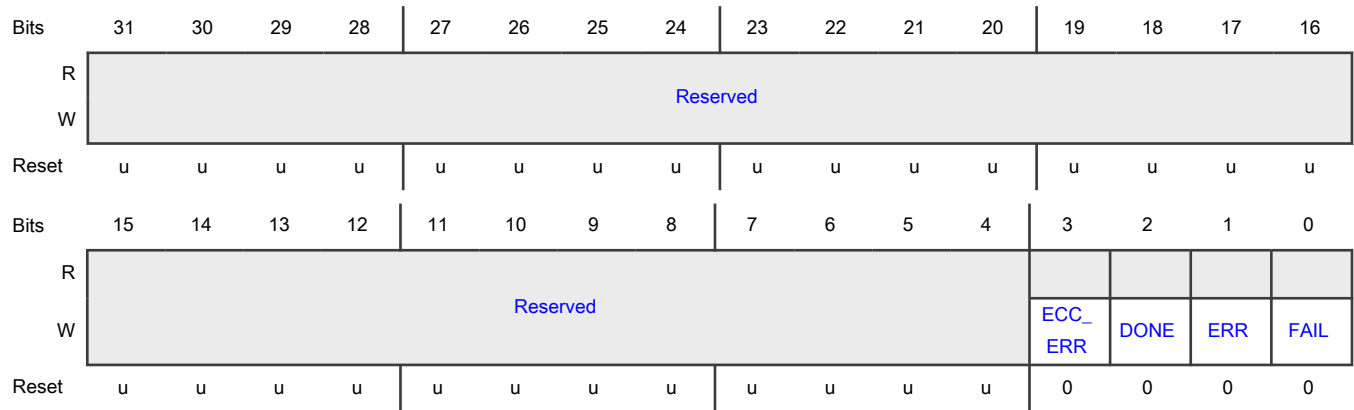 Bits 31 30 29 28 27 26 25 24 23 22 21 20 19 18 17 16
R
Reserved
W
Reset u u u u u u u u u u u u u u u u
Bits 15 14 13 12 11 10 9 8 7 6 5 4 3 2 1 0
R
Reserved
W ECC_ ERR DONE ERR FAIL
Reset u u u u u u u u u u u u 0 0 0 0